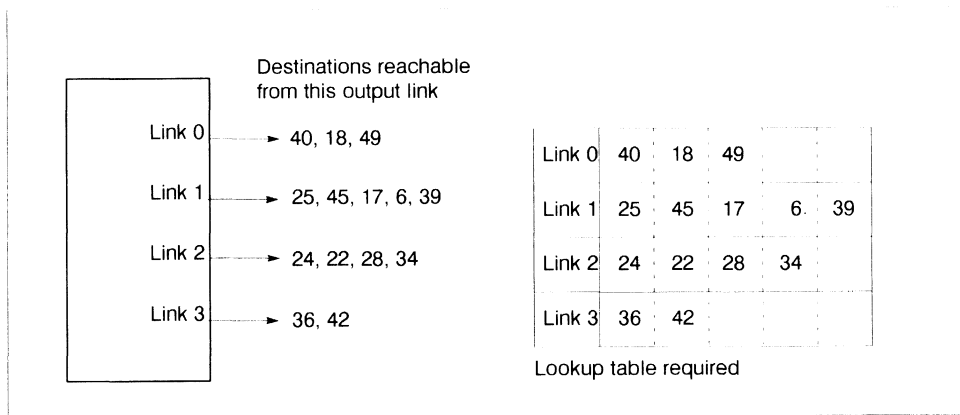 Destinations reachable
from this output link
Link 0 40, 18, 49
Link 1 25, 45, 17, 6, 39
Link 2 24, 22, 28, 34
Link 3 36, 42
Link 0 40 18 49
Link 1 25 45 17 6. 39
Link 2 24 22 28 34
Link 3 36 42
Lookup table required